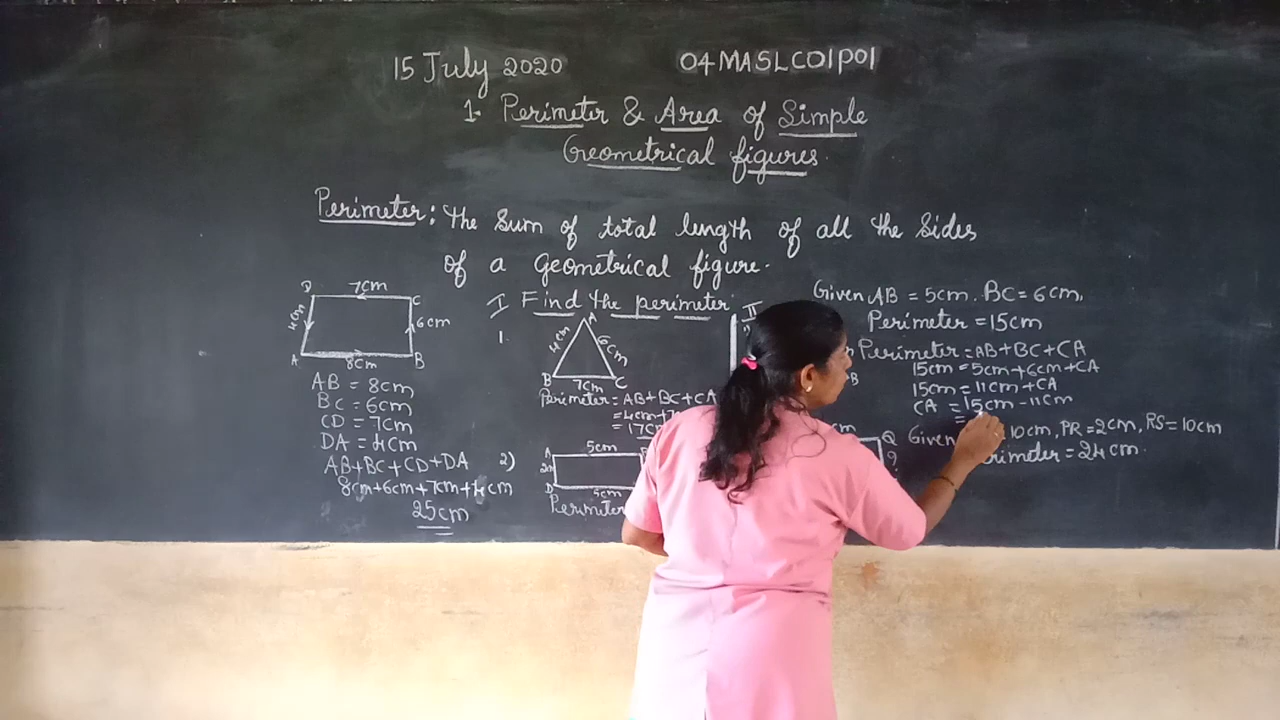 15 July 2020
04MASLC01P01
1. Perimeter & Area of Simple
Geometrical figures.
Perimeter: The Sum of total length of all the Sides
of a Geometrical figure.
D 7cm C
4cm
6cm
A 8cm B
AB = 8cm
BC = 6cm
CD = 7cm
DA = 4cm
AB+BC+CD+DA
8cm+6cm+7cm+4cm
25cm
I Find the perimeter
1.
A
4cm 6cm
B 7cm C
Perimeter = AB+BC+CA
=4cm+7
= 17cm
2)
A 5cm
2m
D 5cm
Perimeter
II
B
Given AB = 5cm. BC = 6cm,
Perimeter = 15cm
Perimeter = AB+BC+CA
15cm = 5cm+6cm+CA
15cm = 11cm +CA
CA = 15cm - 11cm
=
Q
?
Given 10cm, PR = 2cm, RS = 10cm
rimeter = 24cm.